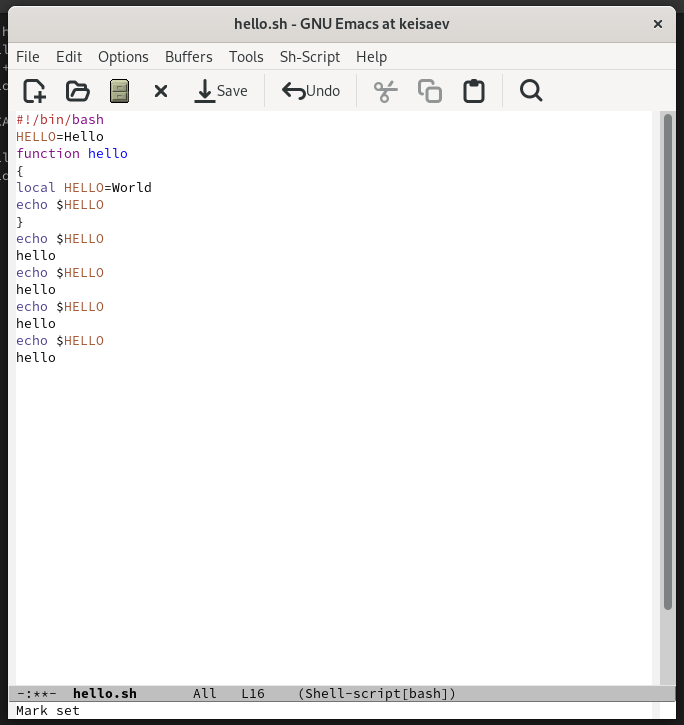 hello.sh - GNU Emacs at keisaev
File Edit Options Buffers Tools Sh-Script Help
Save Undo
#!/bin/bash
HELLO=Hello
function hello
{
local HELLO=World
echo $HELLO
}
echo $HELLO
hello
echo $HELLO
hello
echo $HELLO
hello
echo $HELLO
hello
-:**- hello.sh All L16 (Shell-script[bash])
Mark set